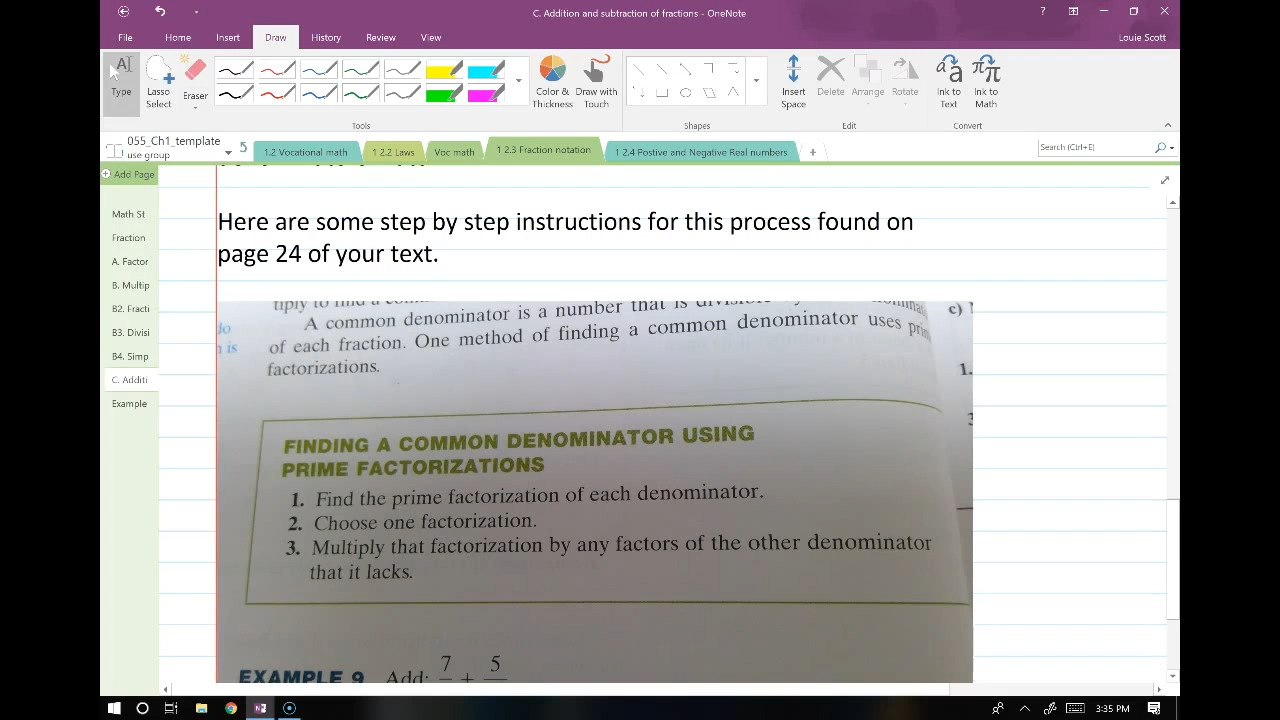 C. Addition and subtraction of fractions - OneNote
?
File Home Insert Draw History Review View
Louie Scott
Type
Lasso Select
Eraser
Color & Thickness
Draw with Touch
Insert Space
Delete
Arrange
Rotate
Ink to Text
Ink to Math
Tools
Shapes
Edit
Convert
055_Ch1_template
use group
1.2 Vocational math
1 2.2 Laws
Voc math
1 2.3 Fraction notation
1 2.4 Postive and Negative Real numbers
Search (Ctrl+E)
Add Page
Math St
Fraction
A. Factor
B. Multip
B2. Fracti
B3. Divisi
B4. Simp
C. Additi
Example
Here are some step by step instructions for this process found on
page 24 of your text.
A common denominator is a number that is
of each fraction. One method of finding a common denominator uses
factorizations.
c)
is
1.
FINDING A COMMON DENOMINATOR USING
PRIME FACTORIZATIONS
1. Find the prime factorization of each denominator.
2. Choose one factorization.
3. Multiply that factorization by any factors of the other denominator
that it lacks.
EXAMPLE 9 Add: 7 + 5
3:35 PM